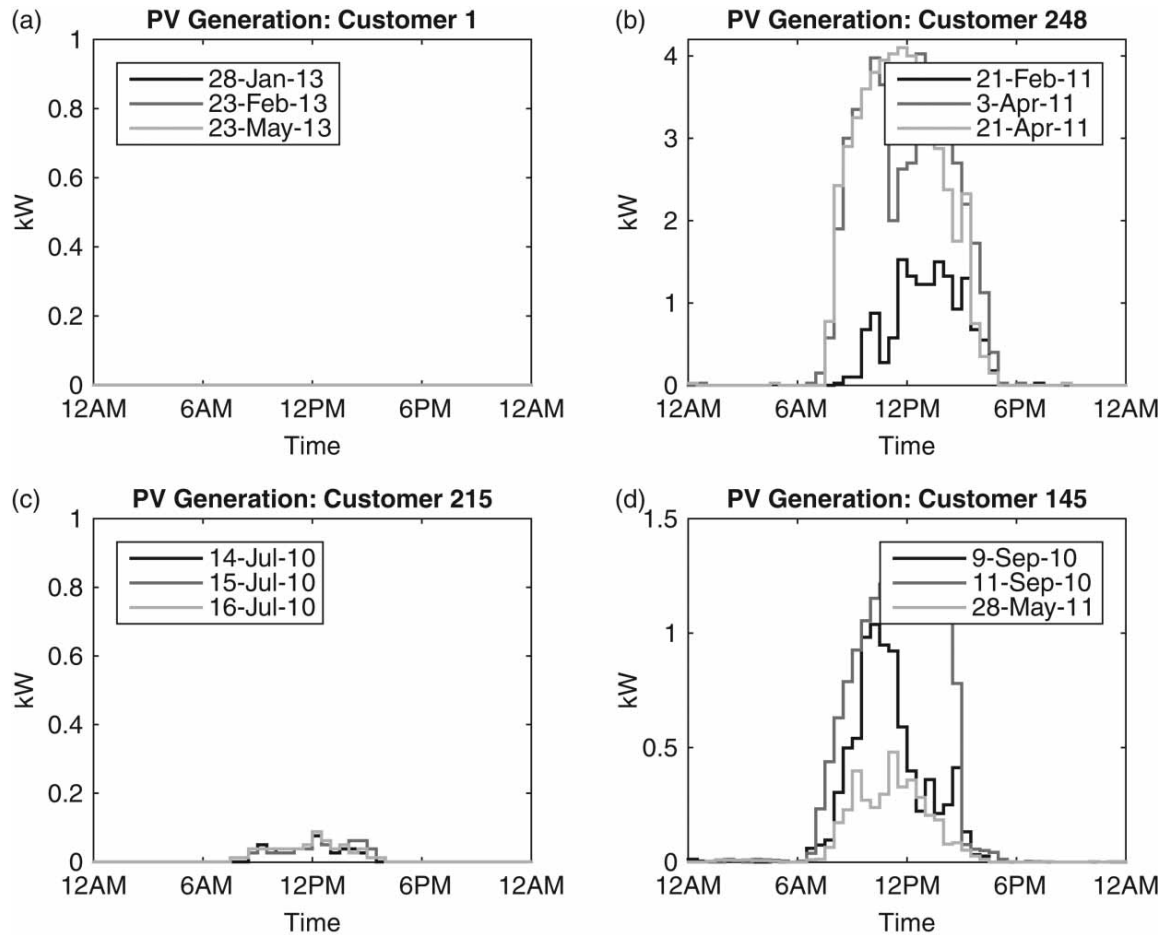 (a)
PV Generation: Customer 1
1
0.8
0.6
0.4
0.2
0
kW
28-Jan-13
23-Feb-13
23-May-13
12AM 6AM 12PM 6PM 12AM
Time
(b)
PV Generation: Customer 248
4
3
2
1
0
kW
21-Feb-11
3-Apr-11
21-Apr-11
12AM 6AM 12PM 6PM 12AM
Time
(c)
PV Generation: Customer 215
1
0.8
0.6
0.4
0.2
0
kW
14-Jul-10
15-Jul-10
16-Jul-10
12AM 6AM 12PM 6PM 12AM
Time
(d)
PV Generation: Customer 145
1.5
1
0.5
0
kW
9-Sep-10
11-Sep-10
28-May-11
12AM 6AM 12PM 6PM 12AM
Time